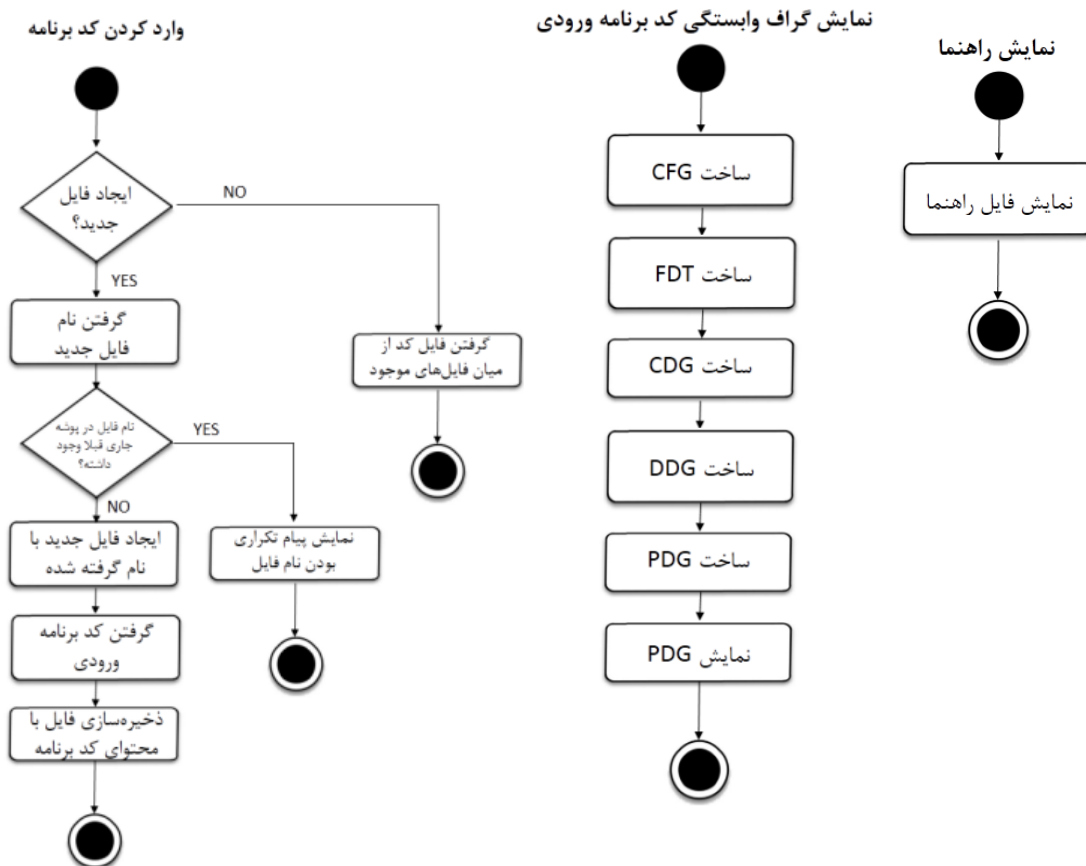 وارد کردن کد برنامه
ایجاد فایل
جدید؟
NO
YES
گرفتن نام
فایل جدید
گرفتن فایل کد از
میان فایل‌های موجود
نام فایل در پوشه
جاری قبلا وجود
داشته؟
YES
NO
ایجاد فایل جدید با
نام گرفته شده
نمایش پیام تکراری
بودن نام فایل
گرفتن کد برنامه
ورودی
ذخیره‌سازی فایل با
محتوای کد برنامه
نمایش گراف وابستگی کد برنامه ورودی
ساخت CFG
ساخت FDT
ساخت CDG
ساخت DDG
ساخت PDG
نمایش PDG
نمایش راهنما
نمایش فایل راهنما